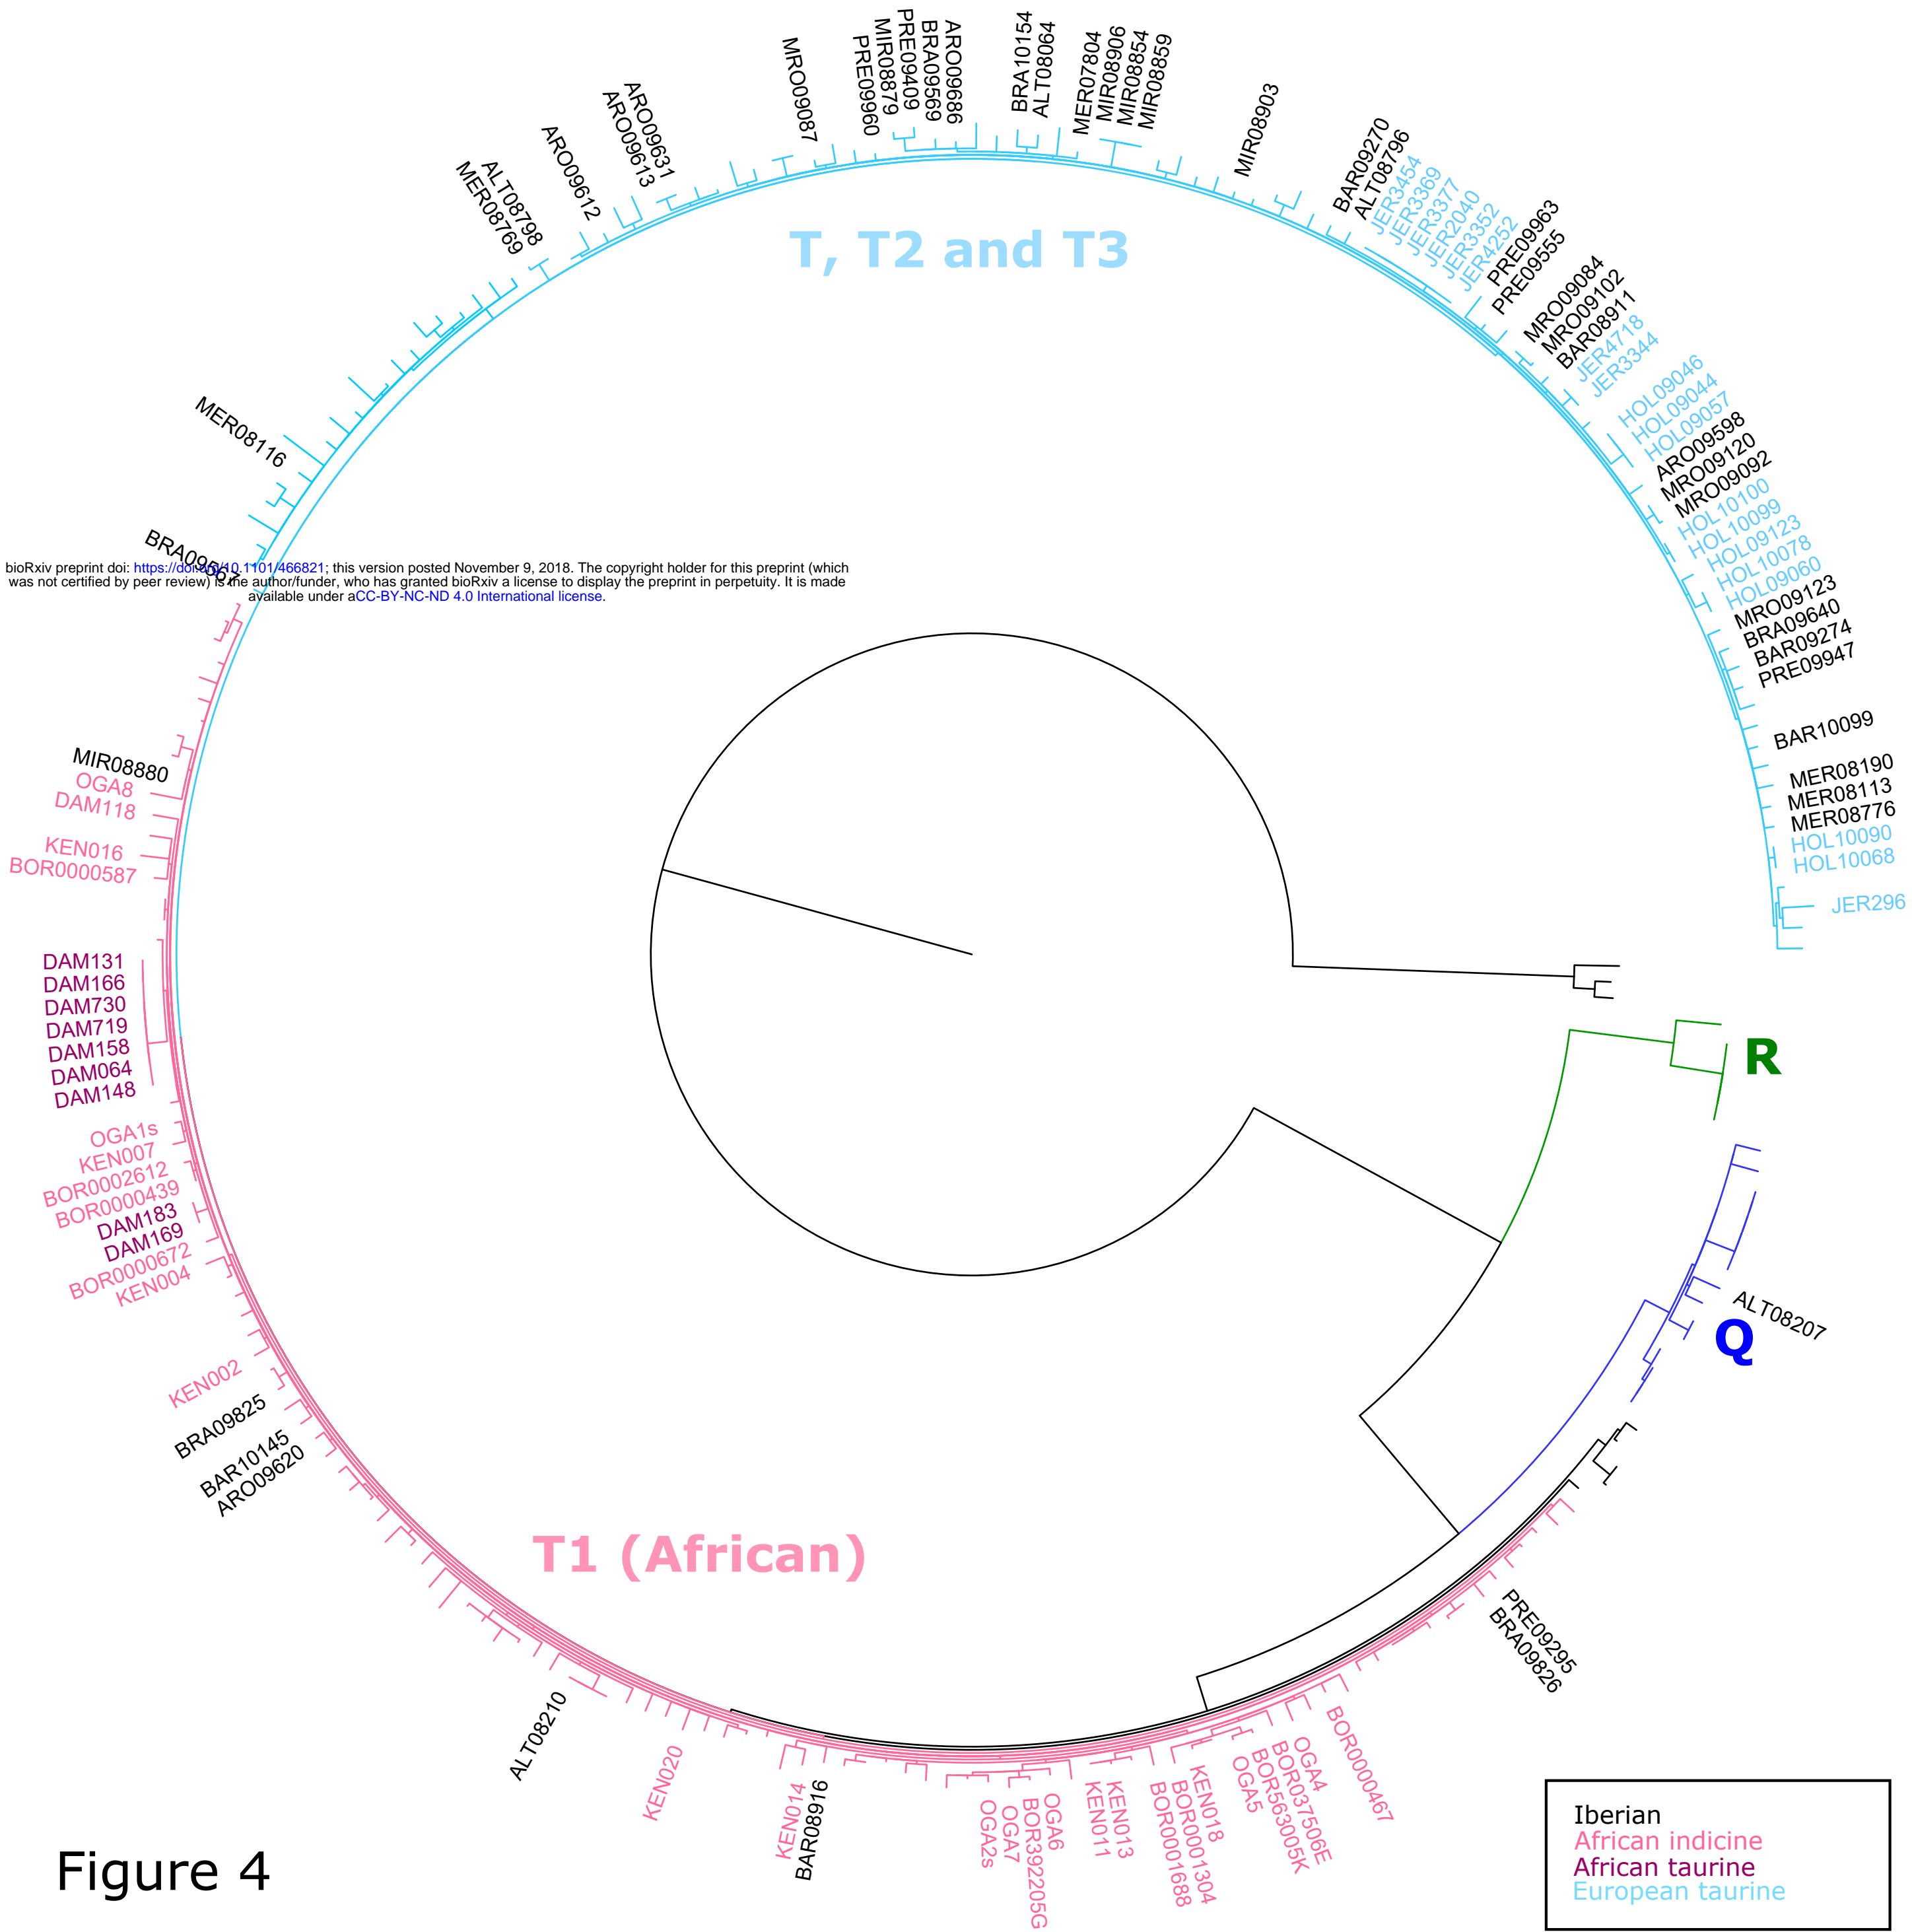 PRE09960
MIR08879
PRE09409
BRA09569
ARO09686
BRA10154
ALT08064
MER07804
MIR08906
MIR08854
MIR08859
MIR08903
BAR09270
ALT08796
JER3454
JER3369
JER3377
JER2040
JER3352
JER4252
PRE09963
PRE09555
MRO09084
MRO09102
BAR08911
JER4718
JER3344
HOL09046
HOL09044
HOL09057
ARO09598
MRO09120
MRO09092
HOL10100
HOL10099
HOL09123
HOL10078
HOL09060
MRO09123
BRA09640
BAR09274
PRE09947
BAR10099
MER08190
MER08113
MER08776
HOL10090
HOL10068
JER296
R
ALT08207
Q
PRE09295
BRA09826
BOR0000467
OGA4
BOR037506E
BOR563005K
OGA5
KEN018
BOR0001304
BOR0001688
KEN013
KEN011
OGA6
BOR392205G
OGA7
OGA2s
BAR08916
KEN014
KEN020
ALT08210
ARO09620
BAR10145
BRA09825
KEN002
KEN004
BOR0000672
DAM169
DAM183
BOR0000439
BOR0002612
KEN007
OGA1s
DAM148
DAM064
DAM158
DAM719
DAM730
DAM166
DAM131
BOR0000587
KEN016
DAM118
OGA8
MIR08880
BRA09567
MER08116
MER08769
ALT08798
ARO09612
ARO09613
ARO09631
MRO09087
T, T2 and T3
bioRxiv preprint doi: https://doi.org/10.1101/466821; this version posted November 9, 2018. The copyright holder for this preprint (which
was not certified by peer review) is the author/funder, who has granted bioRxiv a license to display the preprint in perpetuity. It is made
available under aCC-BY-NC-ND 4.0 International license.
T1 (African)
Iberian
African indicine
African taurine
European taurine
Figure 4